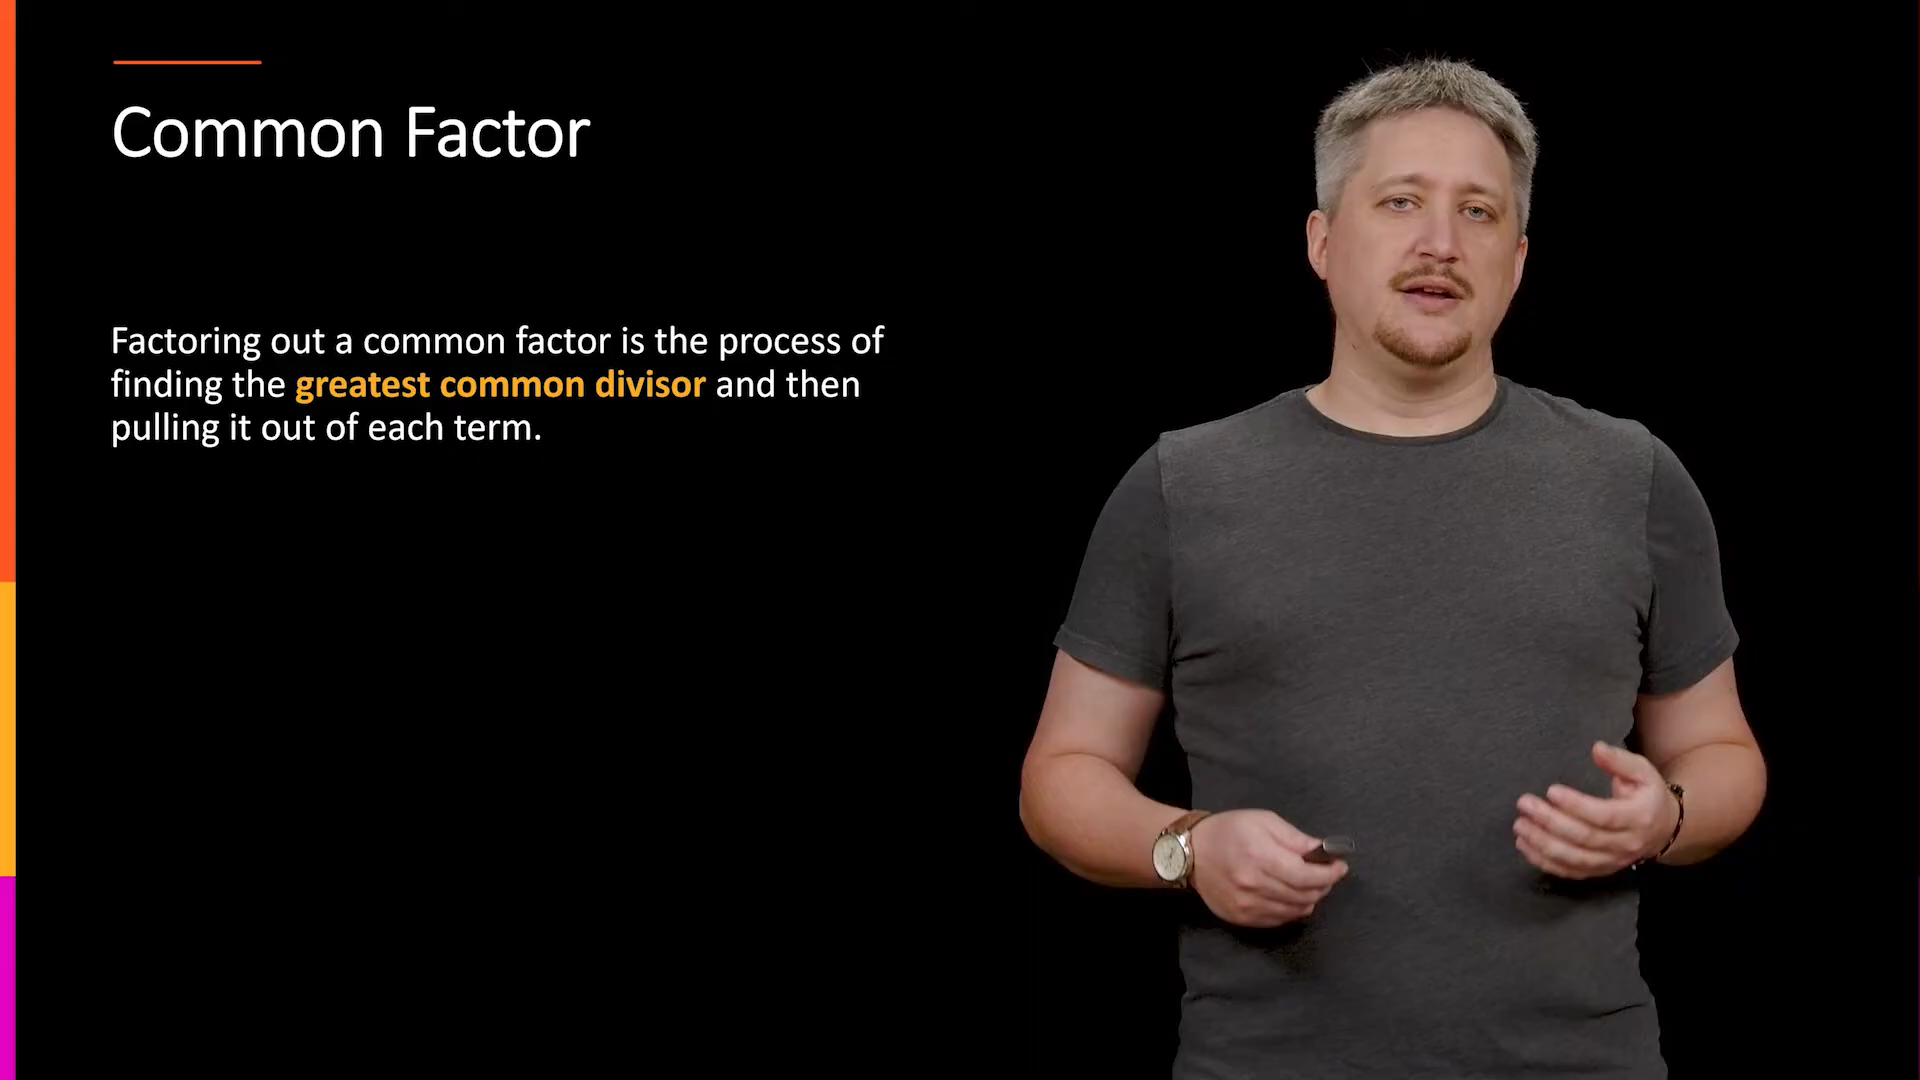 Common Factor
Factoring out a common factor is the process of
finding the greatest common divisor and then
pulling it out of each term.